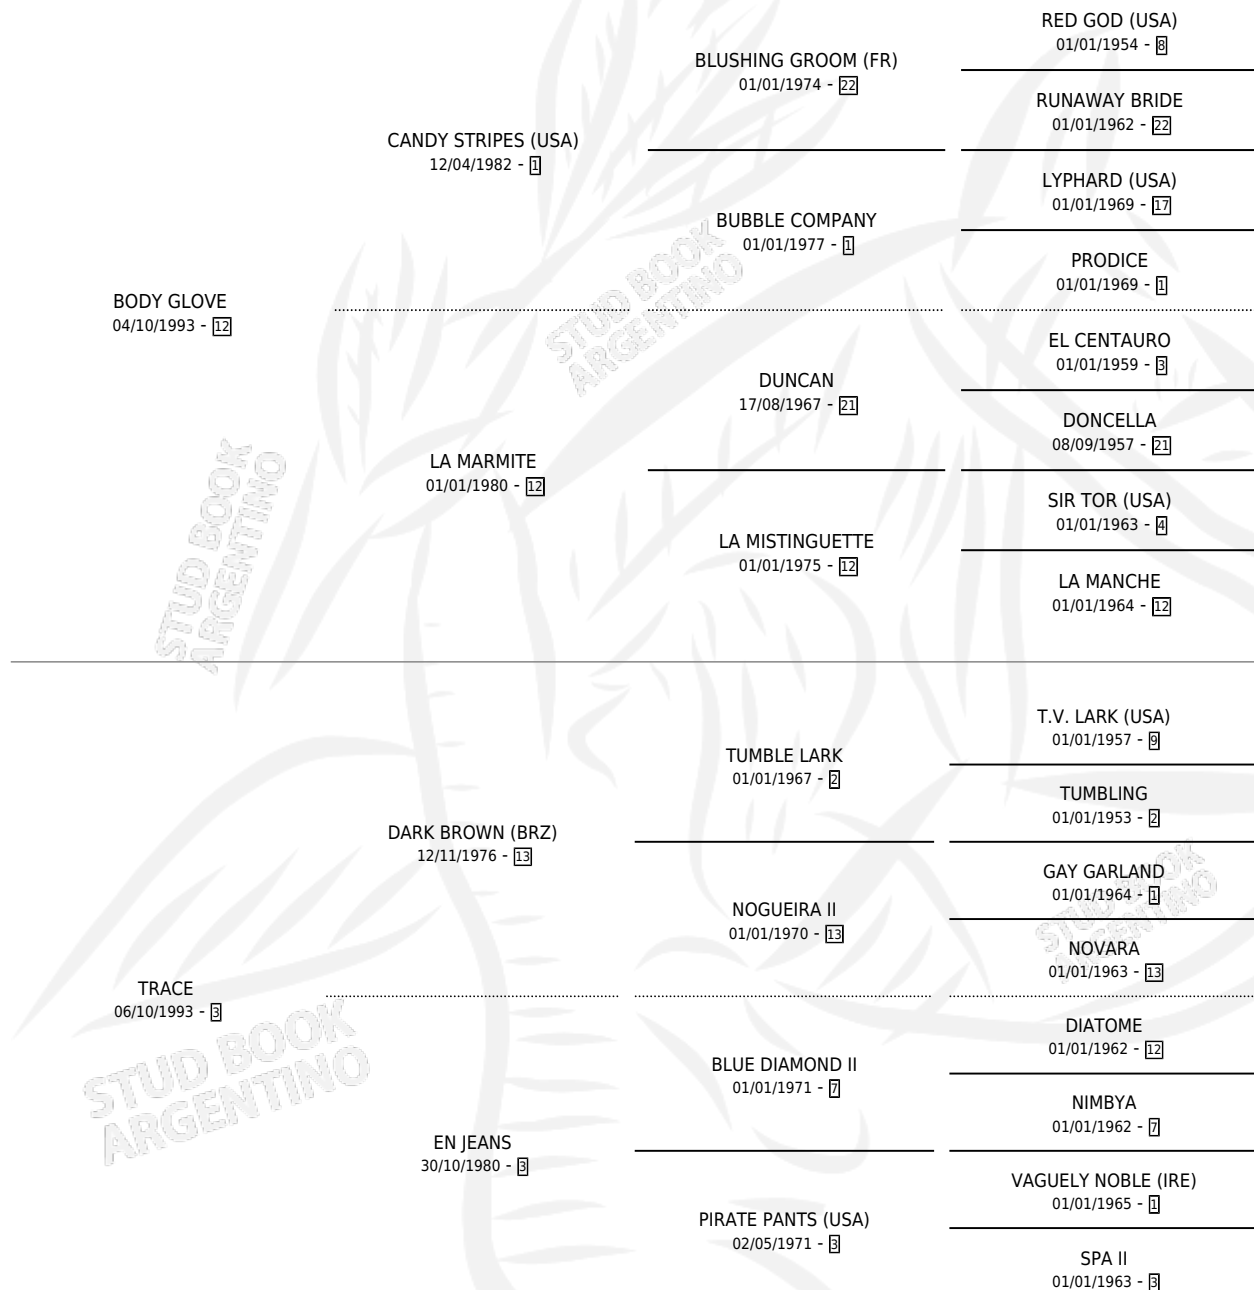 RED GOD (USA)
01/01/1954 - 8
BLUSHING GROOM (FR)
01/01/1974 - 22
RUNAWAY BRIDE
01/01/1962 - 22
CANDY STRIPES (USA)
12/04/1982 - 1
LYPHARD (USA)
01/01/1969 - 17
BUBBLE COMPANY
01/01/1977 - 1
PRODICE
01/01/1969 - 1
BODY GLOVE
04/10/1993 - 12
EL CENTAURO
01/01/1959 - 3
DUNCAN
17/08/1967 - 21
DONCELLA
08/09/1957 - 21
LA MARMITE
01/01/1980 - 12
SIR TOR (USA)
01/01/1963 - 4
LA MISTINGUETTE
01/01/1975 - 12
LA MANCHE
01/01/1964 - 12
T.V. LARK (USA)
01/01/1957 - 9
TUMBLE LARK
01/01/1967 - 2
TUMBLING
01/01/1953 - 2
DARK BROWN (BRZ)
12/11/1976 - 13
GAY GARLAND
01/01/1964 - 1
NOGUEIRA II
01/01/1970 - 13
NOVARA
01/01/1963 - 13
TRACE
06/10/1993 - 3
DIATOME
01/01/1962 - 12
BLUE DIAMOND II
01/01/1971 - 7
NIMBYA
01/01/1962 - 7
EN JEANS
30/10/1980 - 3
VAGUELY NOBLE (IRE)
01/01/1965 - 1
PIRATE PANTS (USA)
02/05/1971 - 3
SPA II
01/01/1963 - 3
STUD BOOK
ARGENTINO
STUD BOOK
ARGENTINO
STUD BOOK
ARGENTINO
STUD BOOK
ARGENTINO